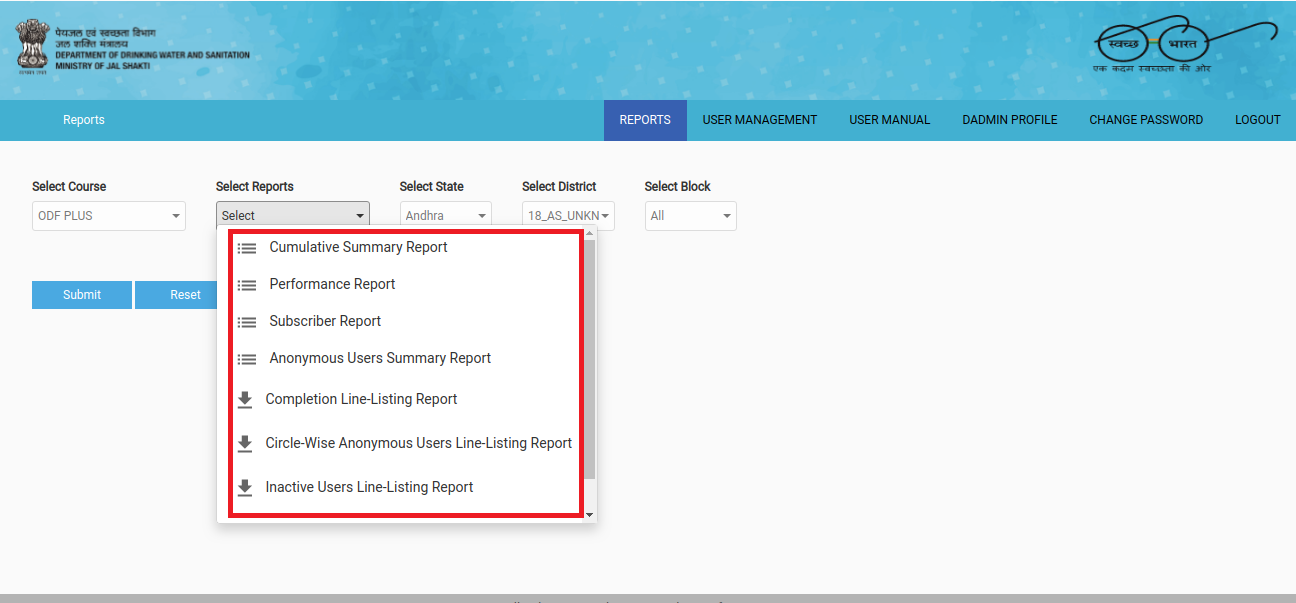 पेयजल एवं स्वच्छता विभाग
जल शक्ति मंत्रालय
DEPARTMENT OF DRINKING WATER AND SANITATION
MINISTRY OF JAL SHAKTI
स्वच्छ भारत
एक कदम स्वच्छता की ओर
Reports
REPORTS USER MANAGEMENT USER MANUAL DADMIN PROFILE CHANGE PASSWORD LOGOUT
Select Course Select Reports Select State Select District Select Block
ODF PLUS Select Andhra 18_AS_UNKN All
Submit Reset
Cumulative Summary Report
Performance Report
Subscriber Report
Anonymous Users Summary Report
Completion Line-Listing Report
Circle-Wise Anonymous Users Line-Listing Report
Inactive Users Line-Listing Report